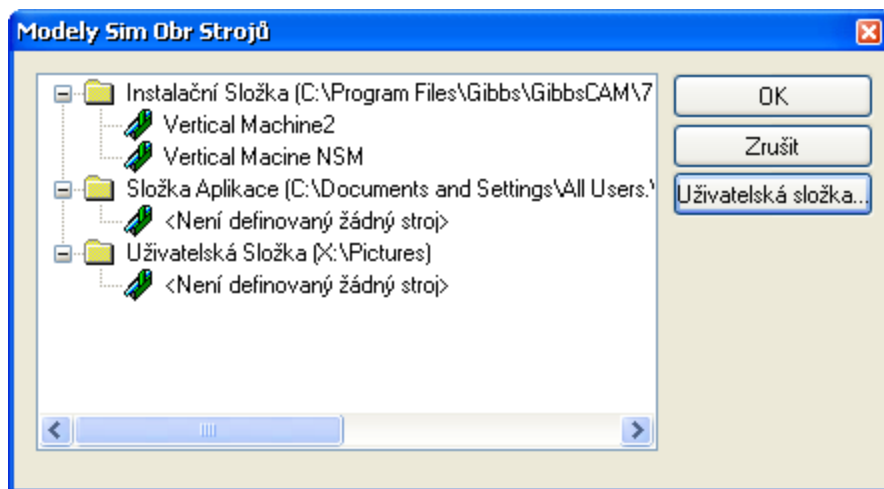 Modely Sim Obr Strojů
Instalační Složka (C:\Program Files\Gibbs\GibbsCAM\7
Vertical Machine2
Vertical Macine NSM
Složka Aplikace (C:\Documents and Settings\All Users.\
<Není definovaný žádný stroj>
Uživatelská Složka (X:\Pictures)
<Není definovaný žádný stroj>
OK
Zrušit
Uživatelská složka...